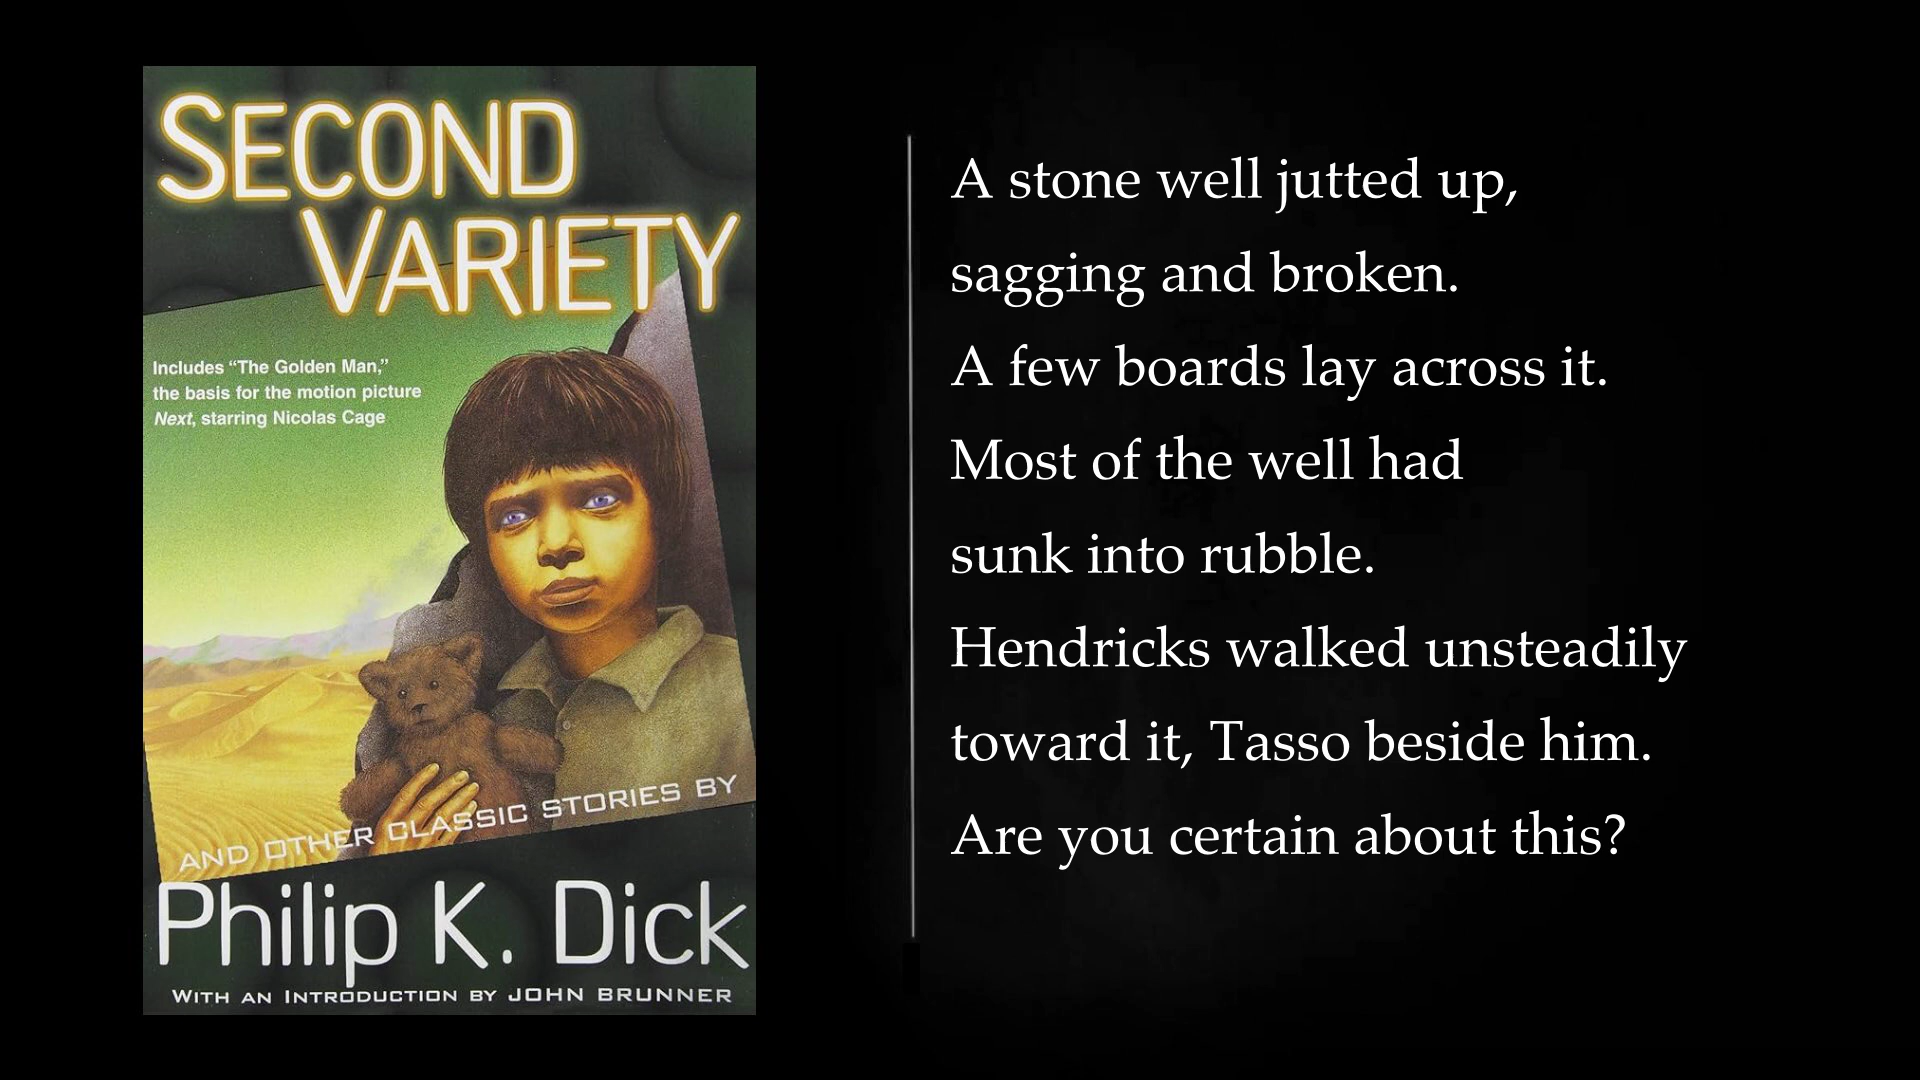 SECOND
VARIETY
Includes “The Golden Man,”
the basis for the motion picture
Next, starring Nicolas Cage
AND OTHER CLASSIC STORIES BY
Philip K. Dick
WITH AN INTRODUCTION BY JOHN BRUNNER
A stone well jutted up,
sagging and broken.
A few boards lay across it.
Most of the well had
sunk into rubble.
Hendricks walked unsteadily
toward it, Tasso beside him.
Are you certain about this?